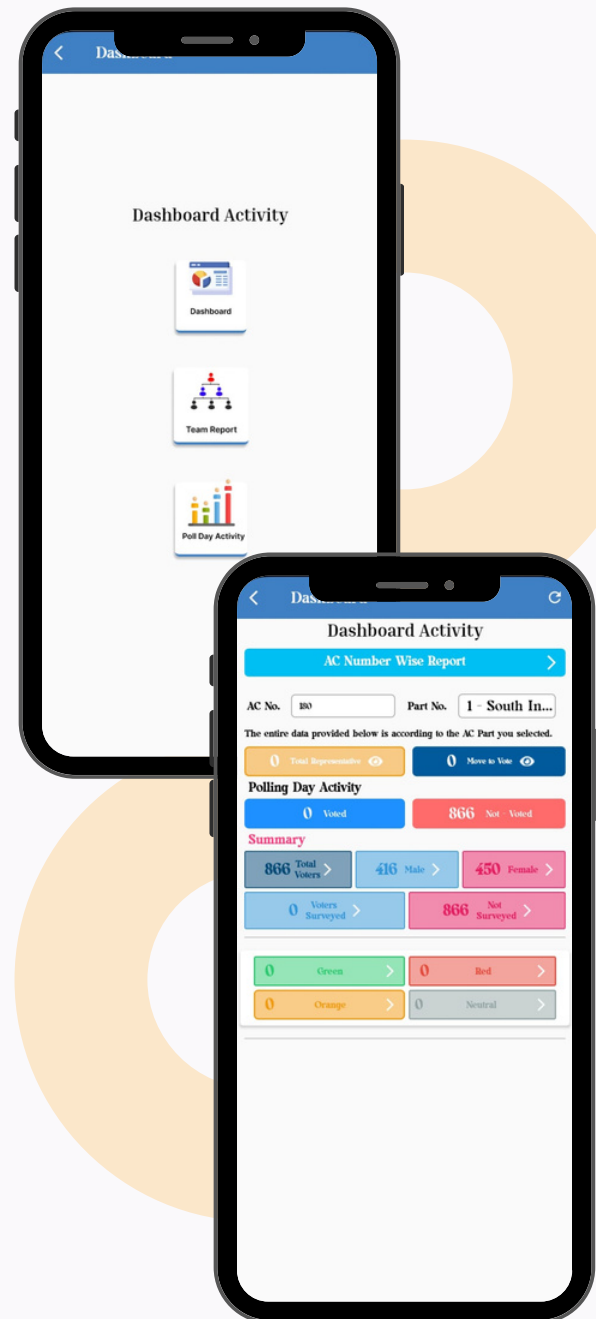 Dashboard Activity
Dashboard
Team Report
Poll Day Activity
Dashboard Activity
AC Number Wise Report
AC No. 180 Part No. 1 - South In...
The entire data provided below is according to the AC Part you selected.
0 Total Representative 0 Move to Vote
Polling Day Activity
0 Voted 866 Not - Voted
Summary
866 Total Voters 416 Male 450 Female
0 Voters Surveyed 866 Not Surveyed
0 Green 0 Red
0 Orange 0 Neutral